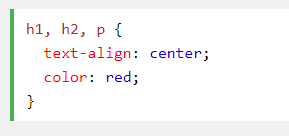 h1, h2, p {
  text-align: center;
  color: red;
}